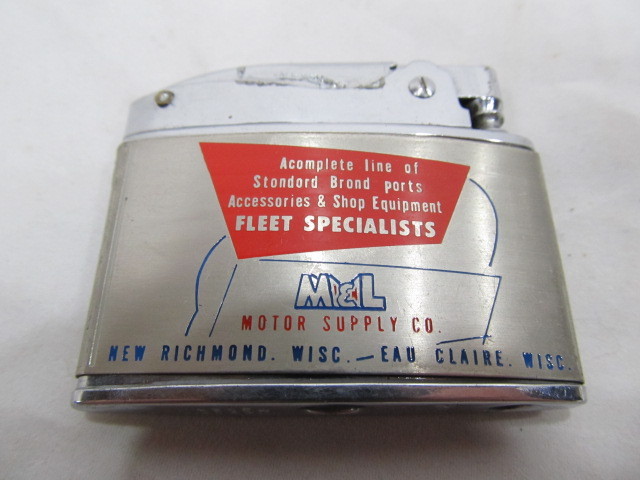 Acomplete line of
Stondord Brond ports
Accessories & Shop Equipment
FLEET SPECIALISTS
M&L
MOTOR SUPPLY CO.
NEW RICHMOND. WISC.—EAU CLAIRE. WISC.